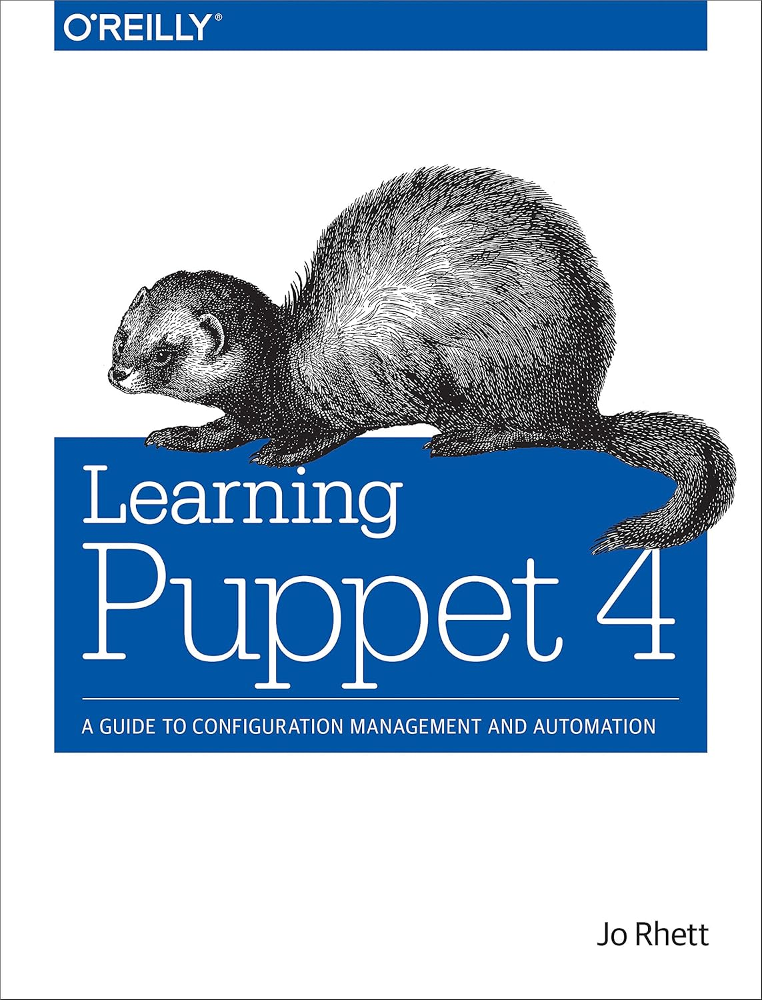 O'REILLY®
Learning
Puppet 4
A GUIDE TO CONFIGURATION MANAGEMENT AND AUTOMATION
Jo Rhett